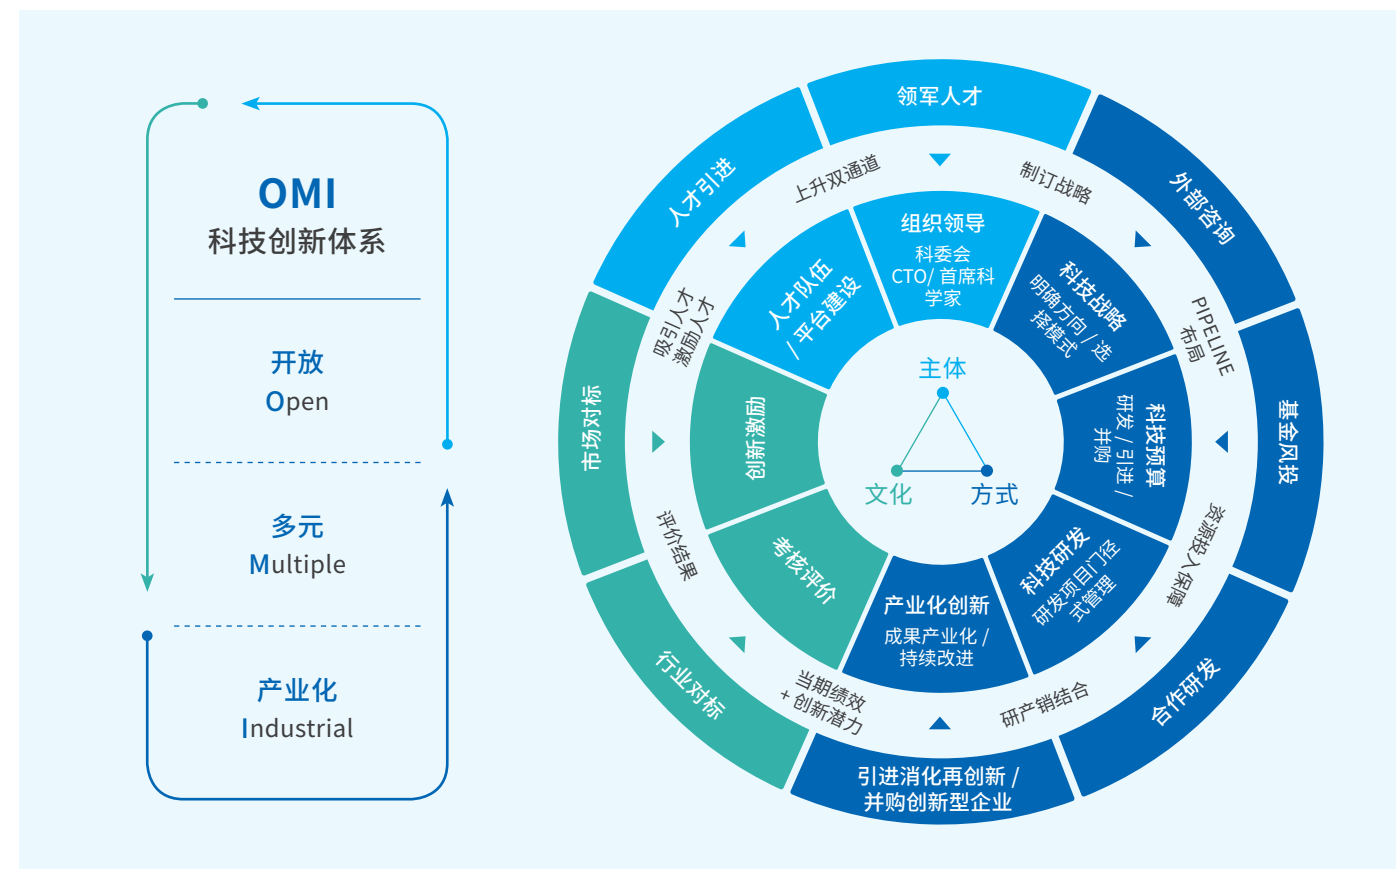 OMI
科技创新体系
开放
Open
多元
Multiple
产业化
Industrial
领军人才
外部咨询
基金风投
合作研发
引进消化再创新 /
并购创新型企业
行业对标
市场对标
人才引进
上升双通道
制订战略
PIPELINE
布局
资源投入保障
研产销结合
当期绩效
+ 创新潜力
评价结果
吸引人才
激励人才
组织领导
科委会
CTO/ 首席科
学家
科技战略
明确方向 / 选
择模式
科技预算
研发 / 引进 /
并购
科技研发
研发项目门径
式管理
产业化创新
成果产业化 /
持续改进
考核评价
创新激励
人才队伍
/ 平台建设
主体
文化
方式